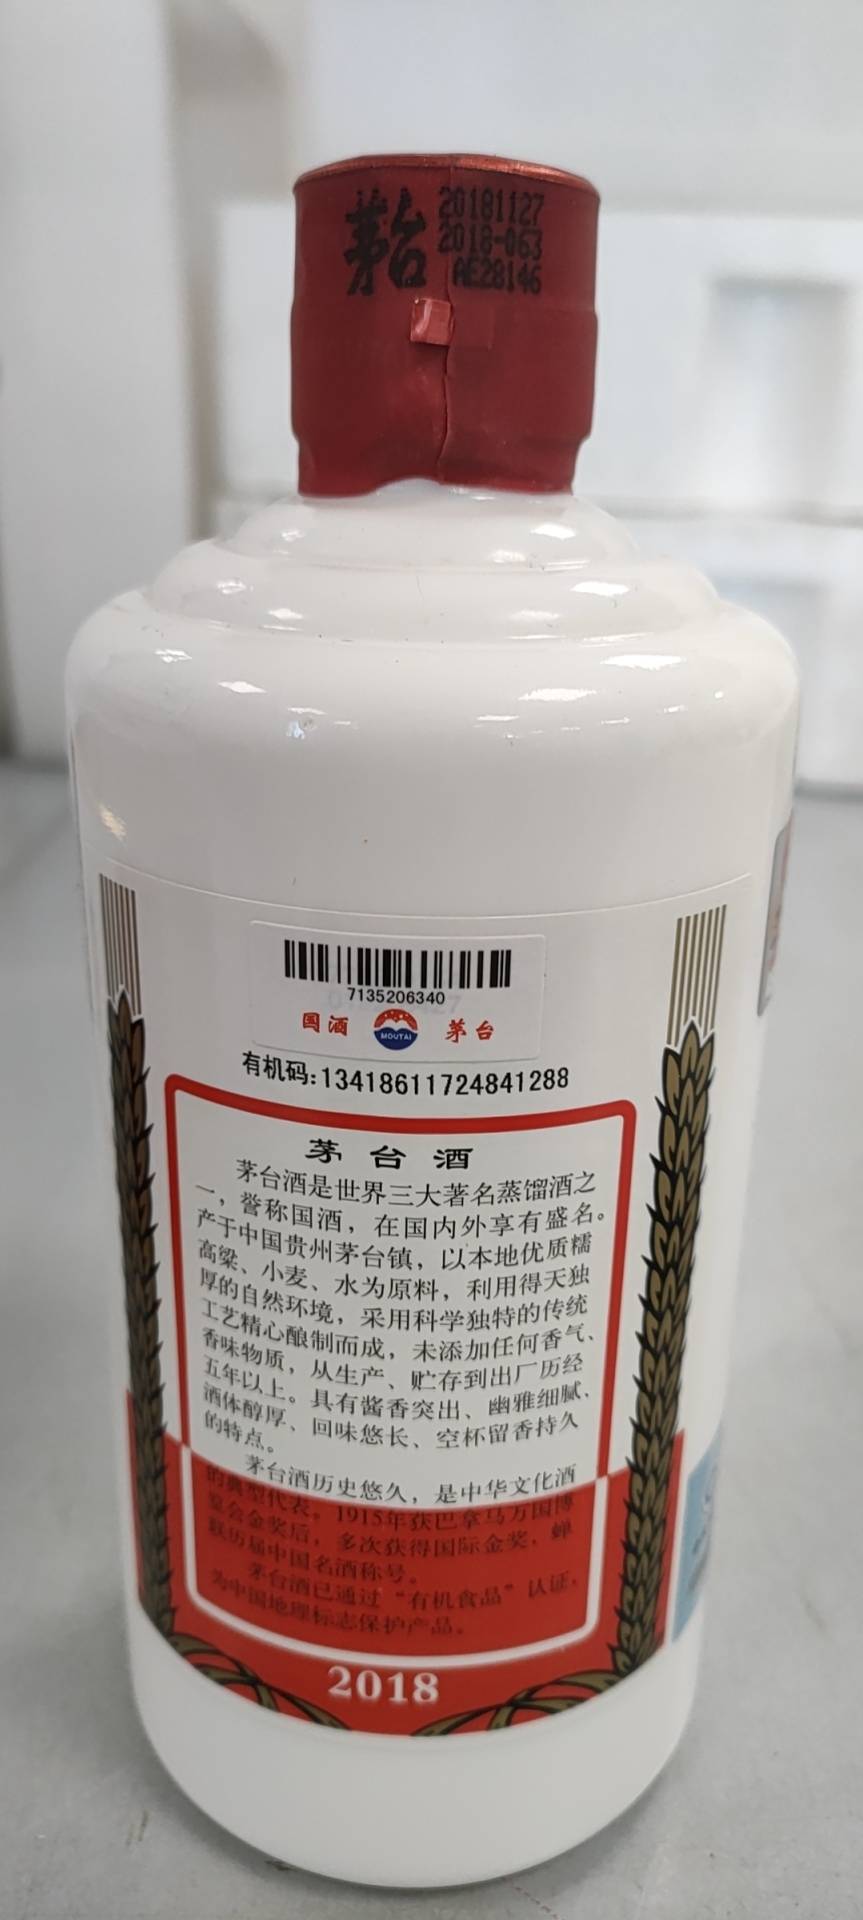 茅台
20181127
2018-063
AE28146
7135206340
国酒
MOUTAI
茅台
有机码:13418611724841288
茅台酒
茅台酒是世界三大著名蒸馏酒之
一，誉称国酒，在国内外享有盛名。
产于中国贵州茅台镇，以本地优质糯
高粱、小麦、水为原料，利用得天独
厚的自然环境，采用科学独特的传统
工艺精心酿制而成，未添加任何香气、
香味物质，从生产、贮存到出厂历经
五年以上。具有酱香突出、幽雅细腻、
酒体醇厚、回味悠长、空杯留香持久
的特点。
茅台酒历史悠久，是中华文化酒
的典型代表。1915年获巴拿马万国博
览会金奖后，多次获得国际金奖，蝉
联历届中国名酒称号。
茅台酒已通过“有机食品”认证，
为中国地理标志保护产品。
2018